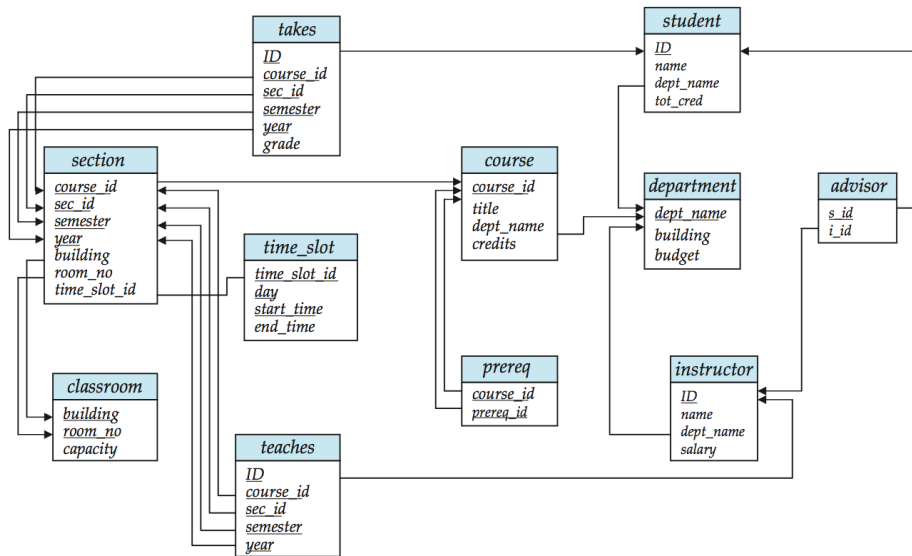 takes
ID
course_id
sec_id
semester
year
grade
student
ID
name
dept_name
tot_cred
section
course_id
sec_id
semester
year
building
room_no
time_slot_id
course
course_id
title
dept_name
credits
department
dept_name
building
budget
advisor
s_id
i_id
time_slot
time_slot_id
day
start_time
end_time
classroom
building
room_no
capacity
prereq
course_id
prereq_id
instructor
ID
name
dept_name
salary
teaches
ID
course_id
sec_id
semester
year